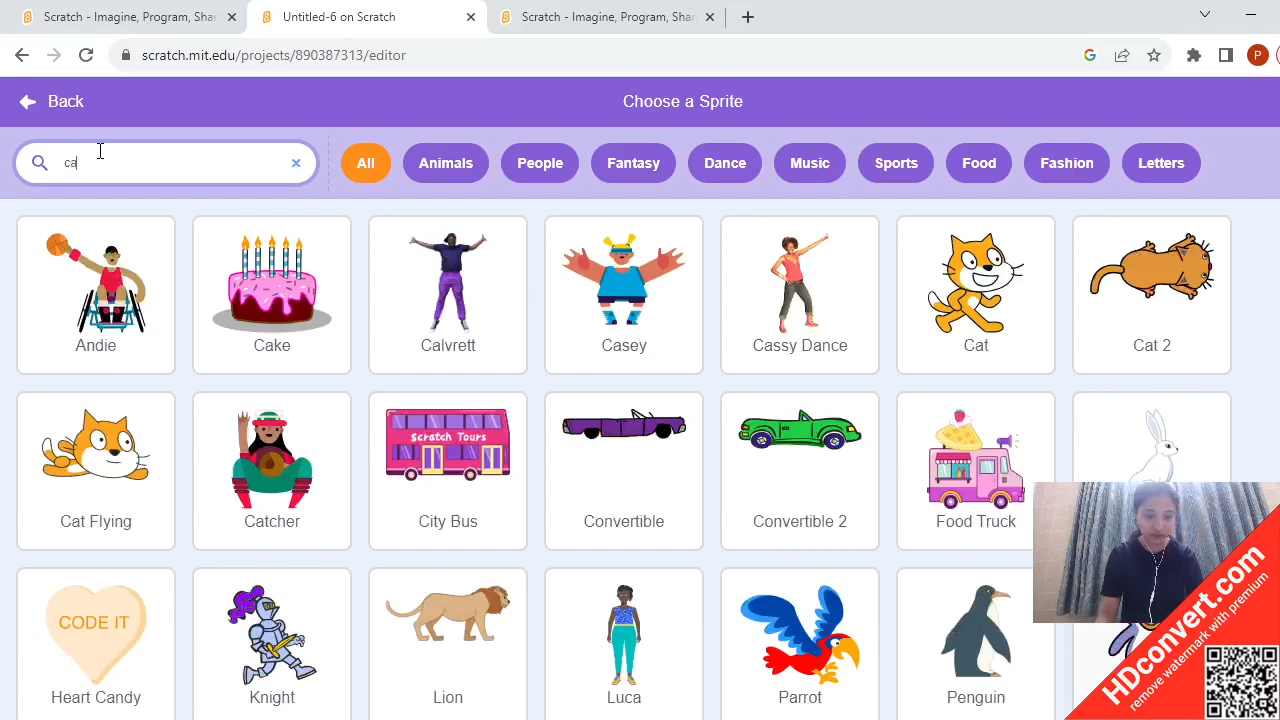 Scratch - Imagine, Program, Shar
Untitled-6 on Scratch
Scratch - Imagine, Program, Shar
scratch.mit.edu/projects/890387313/editor
P
Back
Choose a Sprite
ca
All
Animals
People
Fantasy
Dance
Music
Sports
Food
Fashion
Letters
Andie
Cake
Calvrett
Casey
Cassy Dance
Cat
Cat 2
Scratch Tours
Cat Flying
Catcher
City Bus
Convertible
Convertible 2
Food Truck
CODE IT
Heart Candy
Knight
Lion
Luca
Parrot
Penguin
HDconvert.com
remove watermark with premium